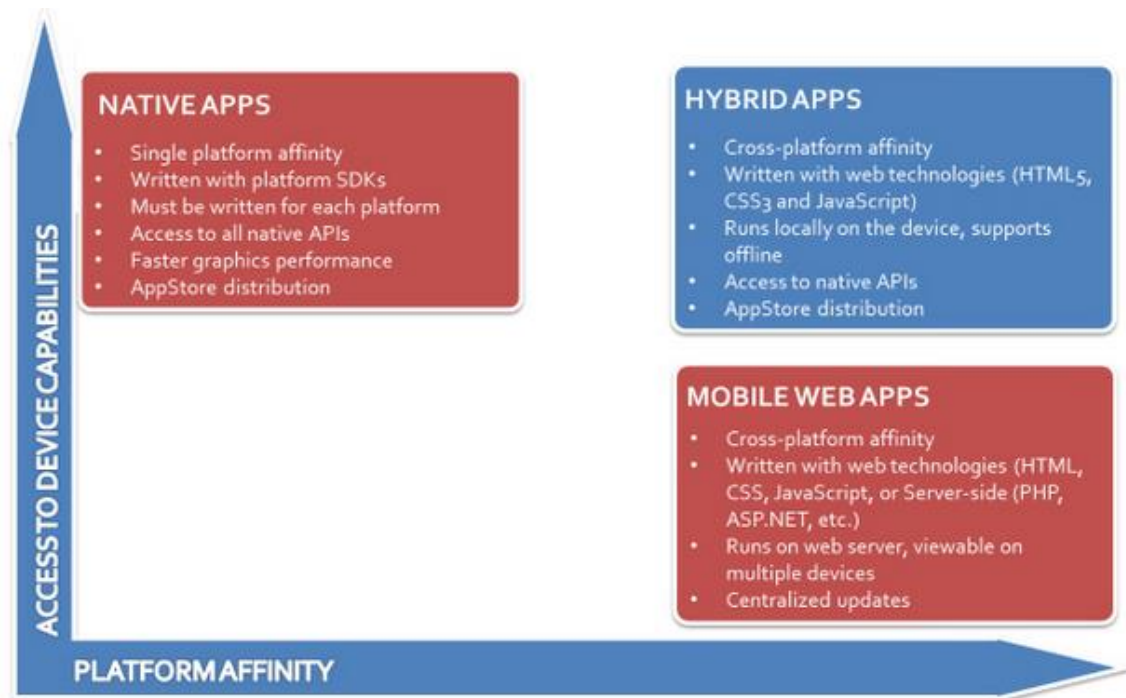 NATIVE APPS
• Single platform affinity
• Written with platform SDKs
• Must be written for each platform
• Access to all native APIs
• Faster graphics performance
• AppStore distribution
HYBRID APPS
• Cross-platform affinity
• Written with web technologies (HTML5,
CSS3 and JavaScript)
• Runs locally on the device, supports
offline
• Access to native APIs
• AppStore distribution
MOBILE WEB APPS
• Cross-platform affinity
• Written with web technologies (HTML,
CSS, JavaScript, or Server-side (PHP,
ASP.NET, etc.)
• Runs on web server, viewable on
multiple devices
• Centralized updates
ACCESS TO DEVICE CAPABILITIES
PLATFORM AFFINITY